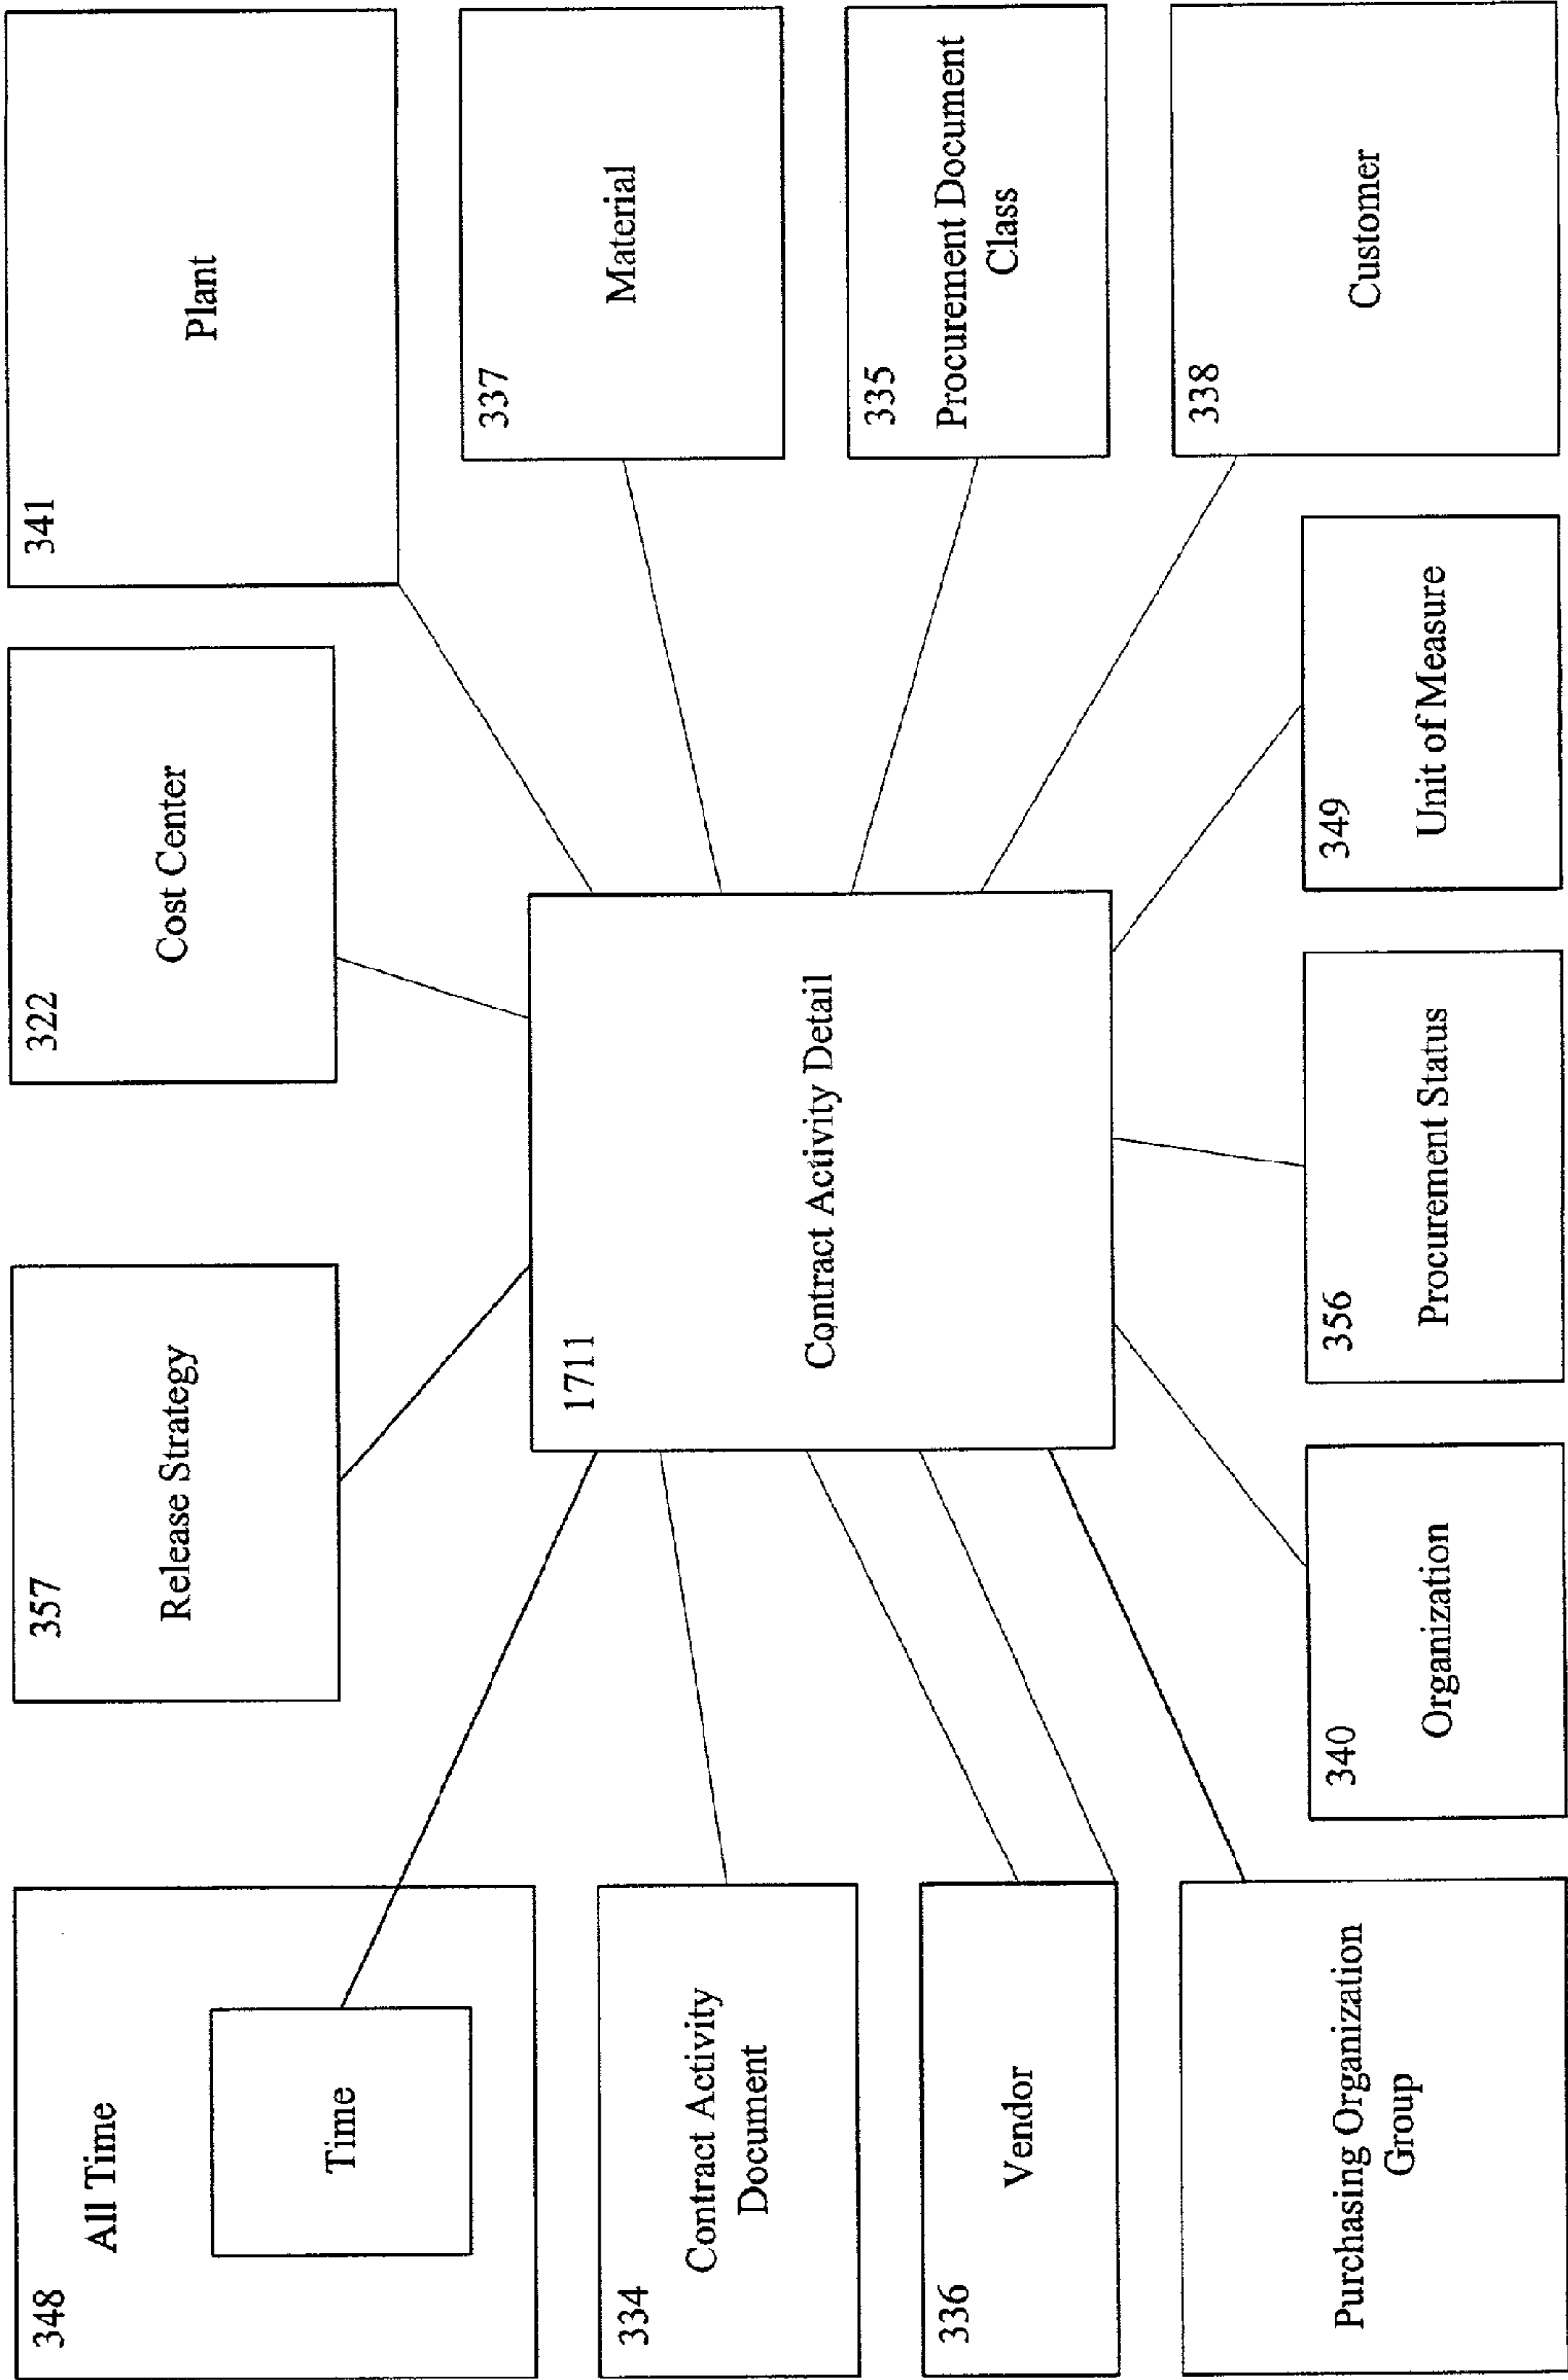 348
All Time
Time
357
Release Strategy
322
Cost Center
341
Plant
334
Contract Activity
Document
1711
Contract Activity Detail
337
Material
336
Vendor
335
Procurement Document
Class
Purchasing Organization
Group
340
Organization
356
Procurement Status
349
Unit of Measure
338
Customer